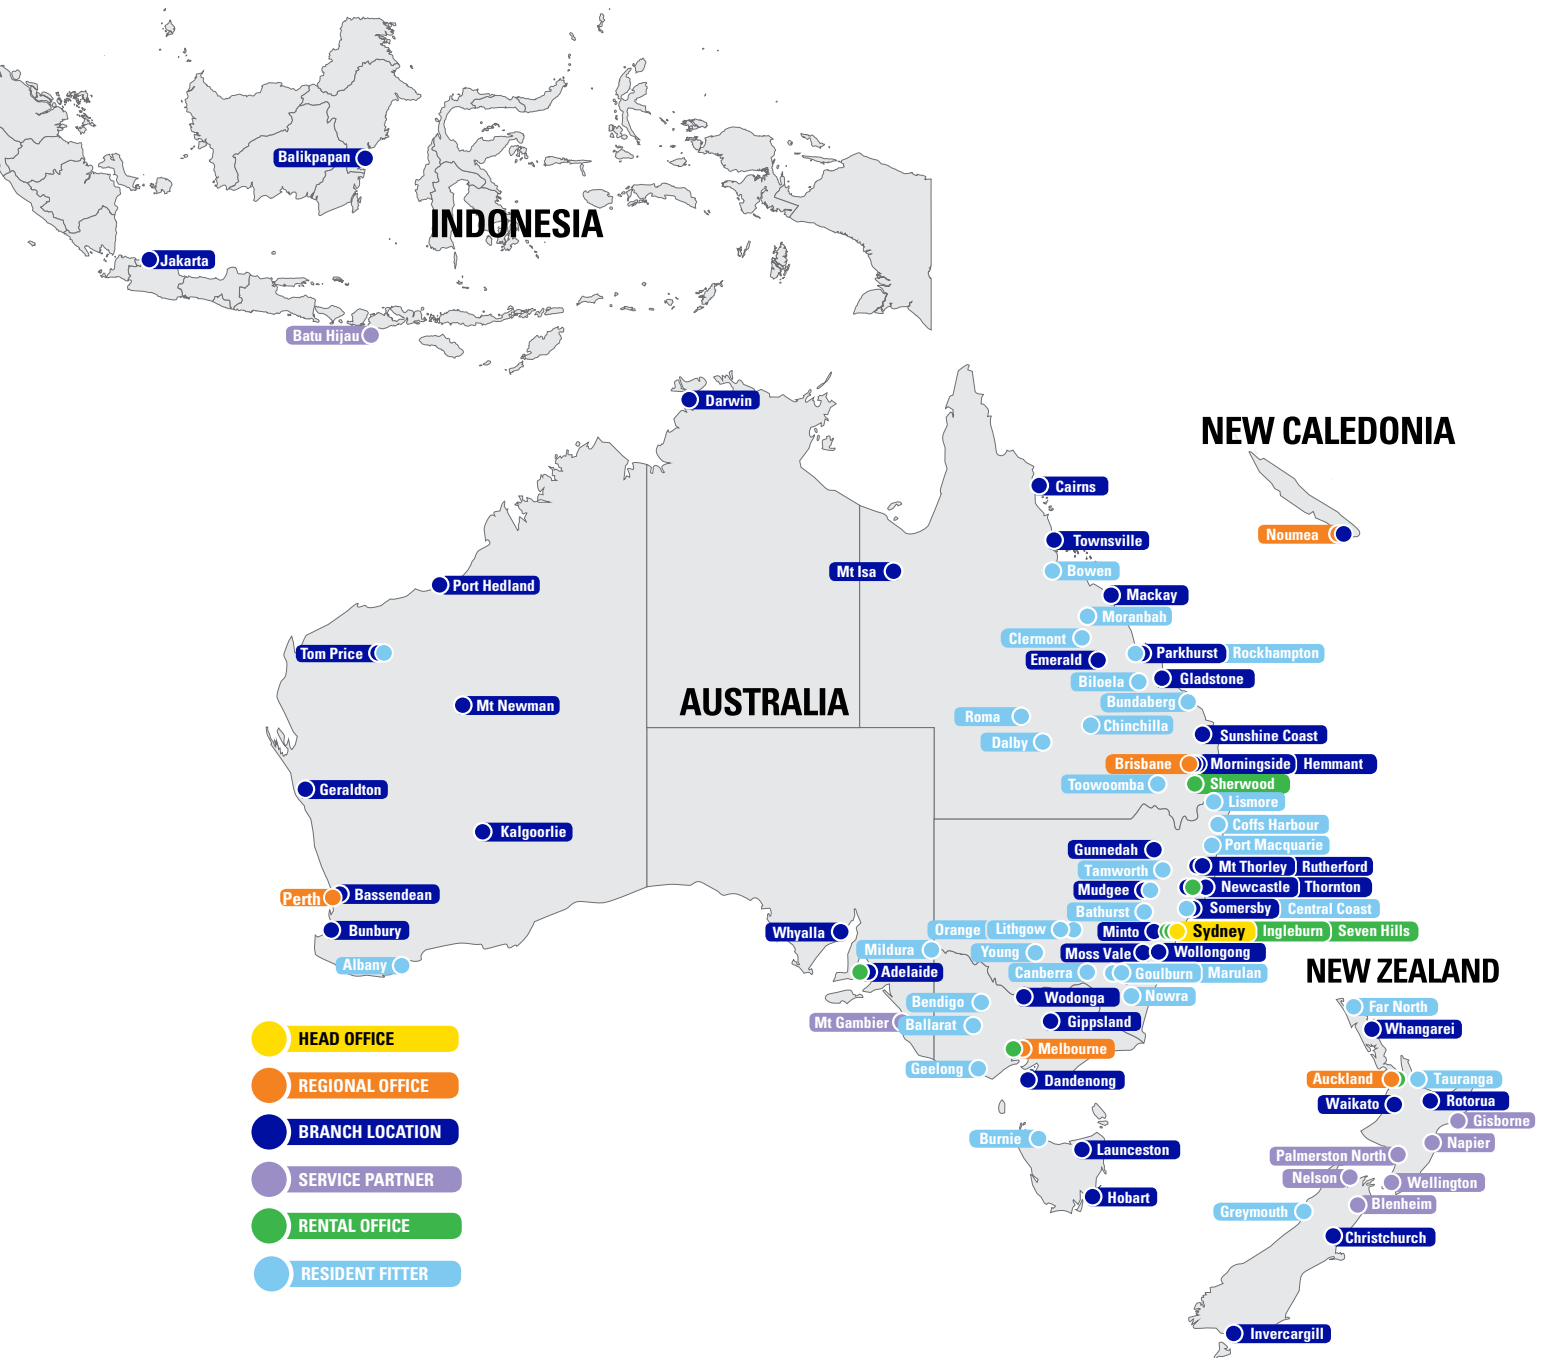 Balikpapan
INDONESIA
Jakarta
Batu Hijau
Darwin
NEW CALEDONIA
Cairns
Noumea
Townsville
Mt Isa
Bowen
Port Hedland
Mackay
Moranbah
Clermont
Tom Price
Parkhurst Rockhampton
Emerald
Gladstone
Biloela
AUSTRALIA
Mt Newman
Bundaberg
Roma
Chinchilla
Sunshine Coast
Dalby
Brisbane Morningside Hemmant
Toowoomba Sherwood
Geraldton
Lismore
Coffs Harbour
Kalgoorlie
Port Macquarie
Gunnedah
Mt Thorley Rutherford
Tamworth
Newcastle Thornton
Mudgee
Perth Bassendean
Somersby Central Coast
Bathurst
Bunbury
Whyalla
Orange Lithgow
Minto Sydney Ingleburn Seven Hills
Mildura
Young
Moss Vale Wollongong
Albany
Adelaide
Canberra
Goulburn Marulan
NEW ZEALAND
Bendigo
Wodonga
Nowra
Far North
Mt Gambier Ballarat
Gippsland
Whangarei
HEAD OFFICE
Melbourne
Geelong
Dandenong
Auckland Tauranga
REGIONAL OFFICE
Waikato Rotorua
Gisborne
BRANCH LOCATION
Burnie
Launceston
Napier
Palmerston North
SERVICE PARTNER
Nelson
Wellington
Hobart
Blenheim
Greymouth
RENTAL OFFICE
Christchurch
RESIDENT FITTER
Invercargill